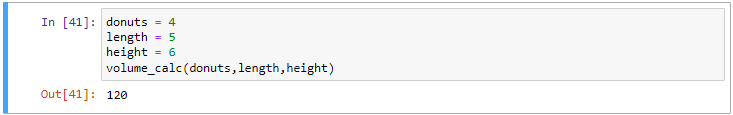 In [41]: donuts = 4
length = 5
height = 6
volume_calc(donuts,length,height)
Out[41]: 120